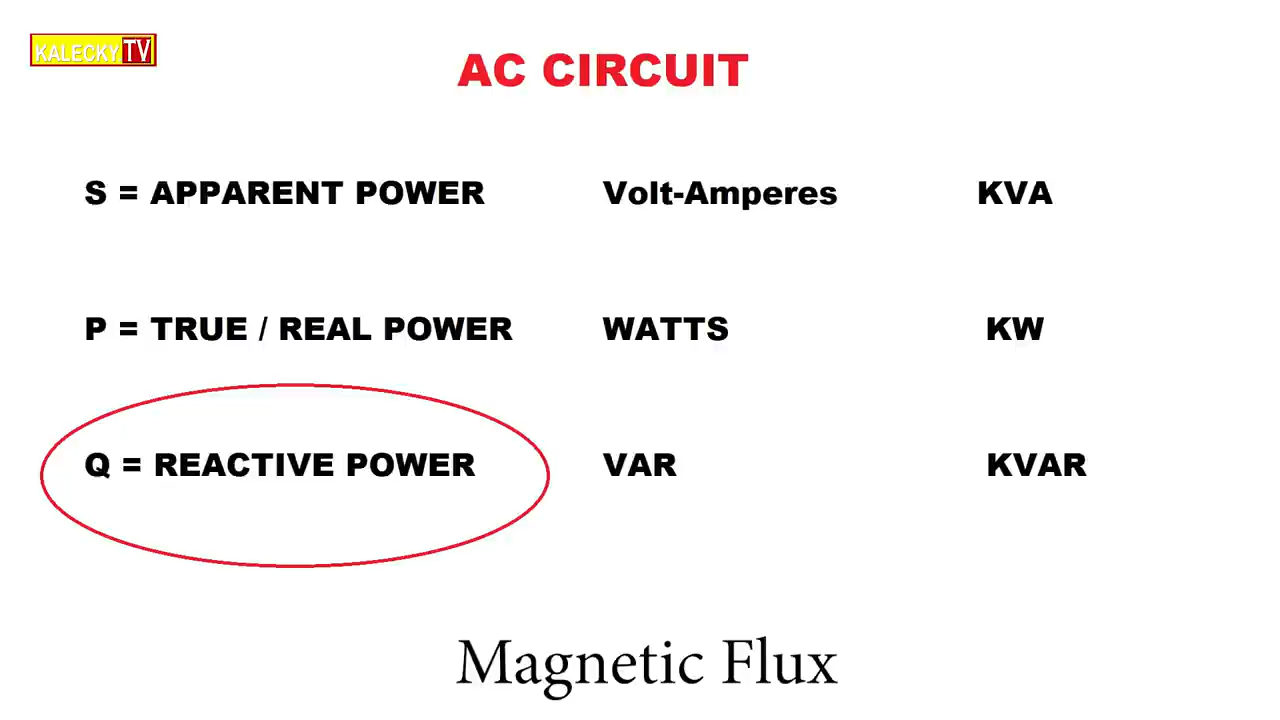 KALECKY TV
AC CIRCUIT
S = APPARENT POWER Volt-Amperes KVA
P = TRUE / REAL POWER WATTS KW
Q = REACTIVE POWER VAR KVAR
Magnetic Flux